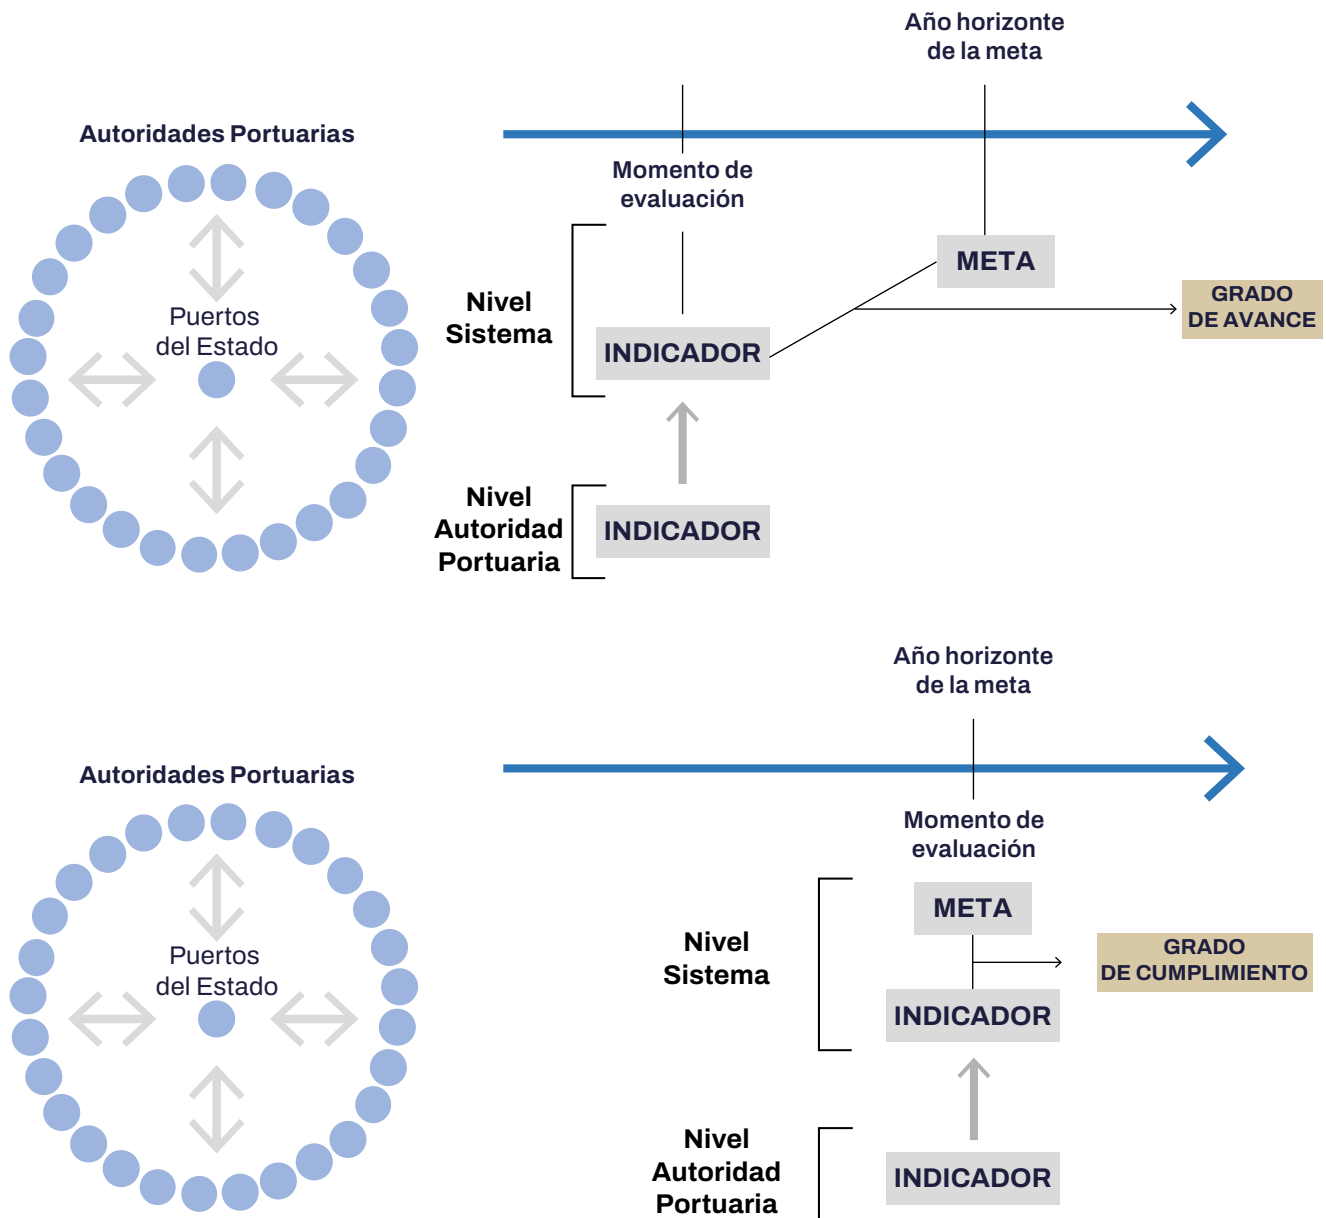 Año horizonte
de la meta
Autoridades Portuarias
Momento de
evaluación
META
Nivel
Sistema
GRADO
DE AVANCE
Puertos
del Estado
INDICADOR
Nivel
Autoridad
Portuaria
INDICADOR
Año horizonte
de la meta
Autoridades Portuarias
Momento de
evaluación
META
Nivel
Sistema
GRADO
DE CUMPLIMIENTO
Puertos
del Estado
INDICADOR
Nivel
Autoridad
Portuaria
INDICADOR